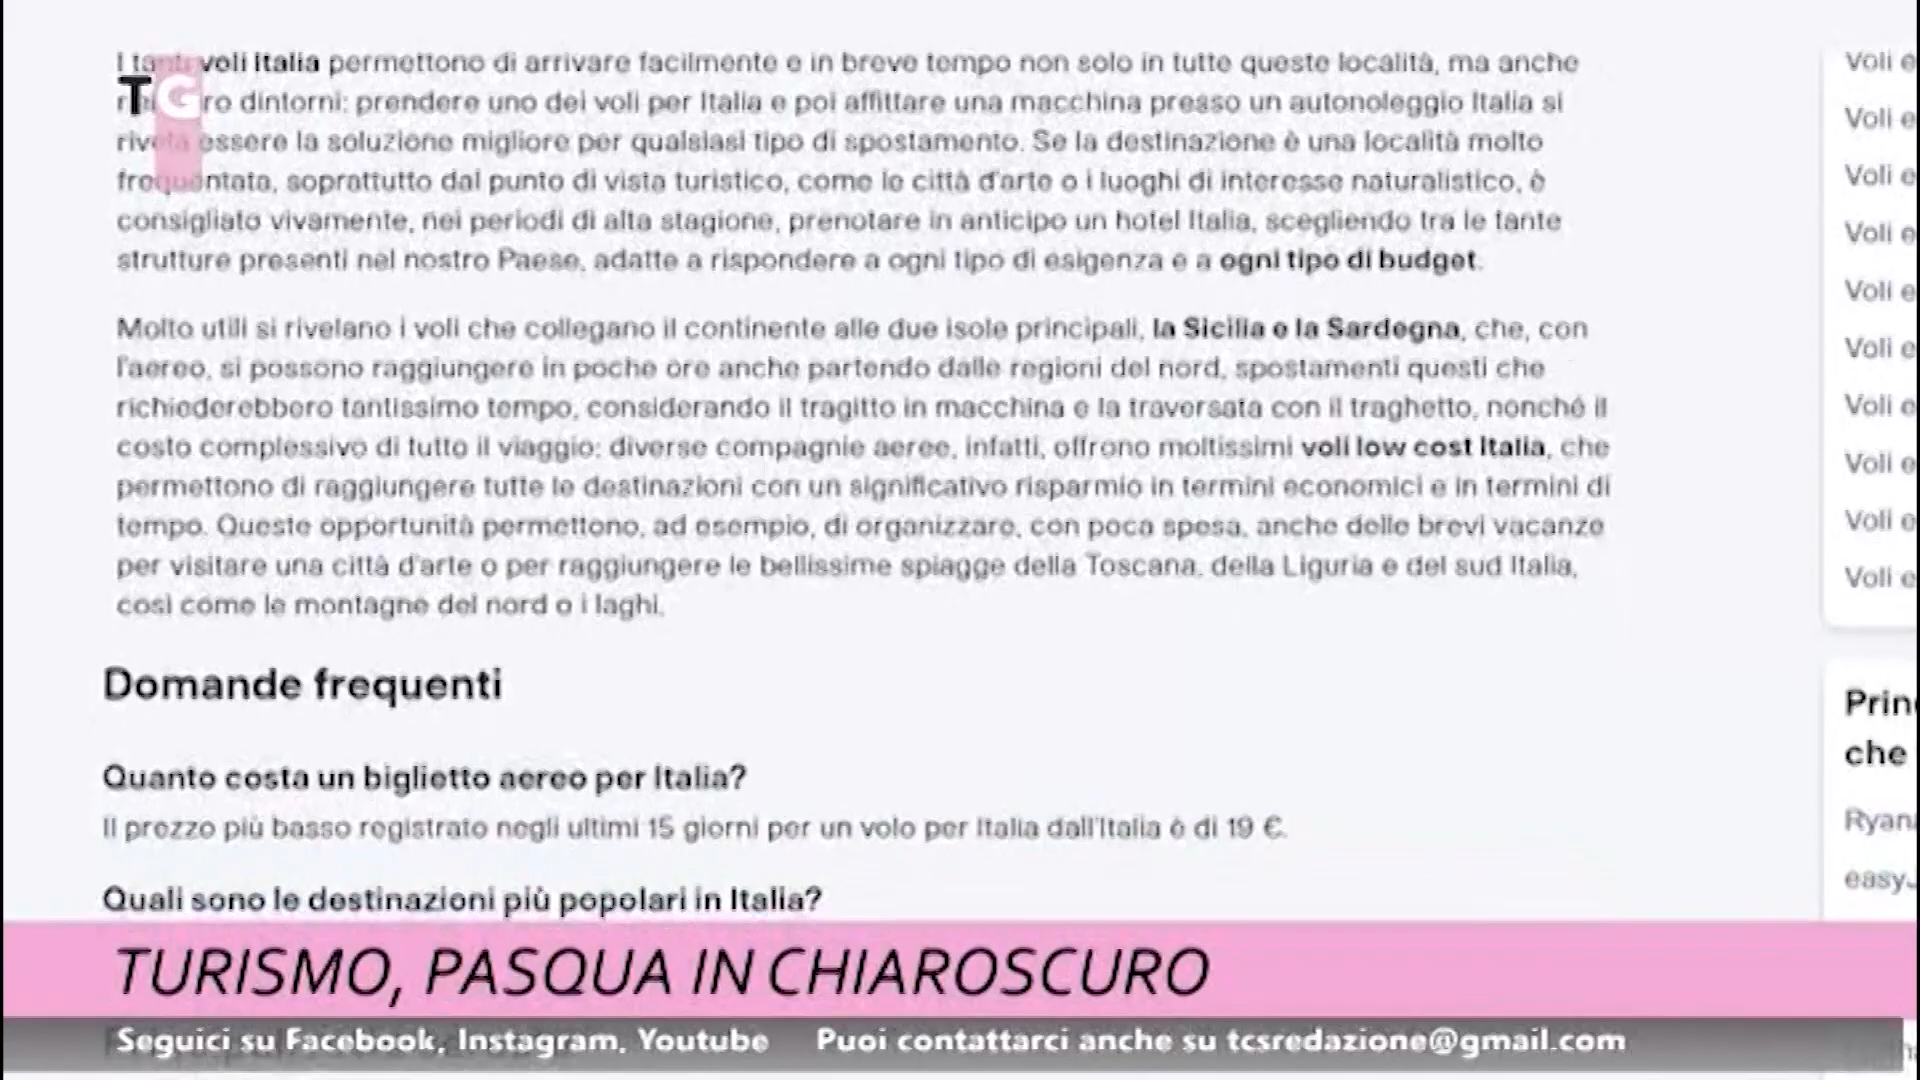 I tanti voli Italia permettono di arrivare facilmente e in breve tempo non solo in tutte queste località, ma anche
ro dintorni: prendere uno dei voli per Italia e poi affittare una macchina presso un autonoleggio Italia si
rivela essere la soluzione migliore per qualsiasi tipo di spostamento. Se la destinazione è una località molto
frequentata, soprattutto dal punto di vista turistico, come le città d'arte o i luoghi di interesse naturalistico, è
consigliato vivamente, nei periodi di alta stagione, prenotare in anticipo un hotel Italia, scegliendo tra le tante
strutture presenti nel nostro Paese, adatte a rispondere a ogni tipo di esigenza e a ogni tipo di budget.
Molto utili si rivelano i voli che collegano il continente alle due isole principali, la Sicilia e la Sardegna, che, con
l'aereo, si possono raggiungere in poche ore anche partendo dalle regioni del nord, spostamenti questi che
richiederebbero tantissimo tempo, considerando il tragitto in macchina e la traversata con il traghetto, nonché il
costo complessivo di tutto il viaggio: diverse compagnie aeree, infatti, offrono moltissimi voli low cost Italia, che
permettono di raggiungere tutte le destinazioni con un significativo risparmio in termini economici e in termini di
tempo. Queste opportunità permettono, ad esempio, di organizzare, con poca spesa, anche delle brevi vacanze
per visitare una città d'arte o per raggiungere le bellissime spiagge della Toscana, della Liguria e del sud Italia,
così come le montagne del nord o i laghi.
Domande frequenti
Quanto costa un biglietto aereo per Italia?
Il prezzo più basso registrato negli ultimi 15 giorni per un volo per Italia dall'Italia è di 19 €.
Quali sono le destinazioni più popolari in Italia?
TG
Voli e
Voli e
Voli e
Voli e
Voli e
Voli e
Voli e
Voli e
Voli e
Voli e
Prin
che
Ryan
easy
TURISMO, PASQUA IN CHIAROSCURO
Seguici su Facebook, Instagram, Youtube Puoi contattarci anche su tcsredazione@gmail.com